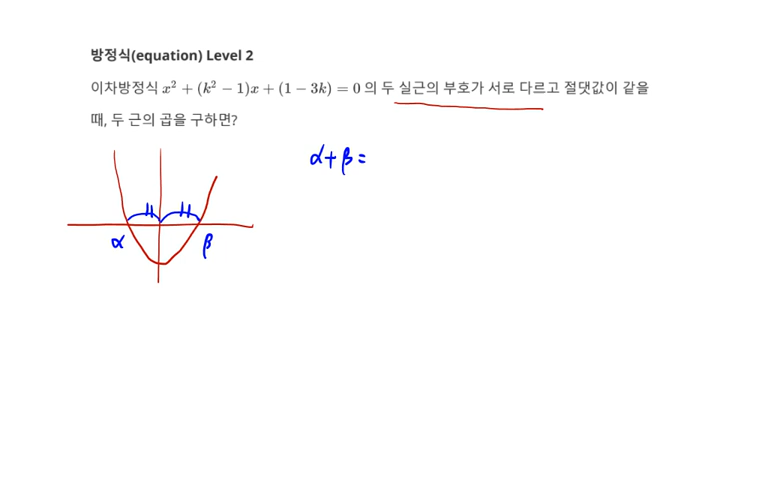 방정식(equation) Level 2
이차방정식 $x^2 + (k^2 - 1)x + (1 - 3k) = 0$ 의 두 실근의 부호가 서로 다르고 절댓값이 같을
때, 두 근의 곱을 구하면?
α+β=
α β